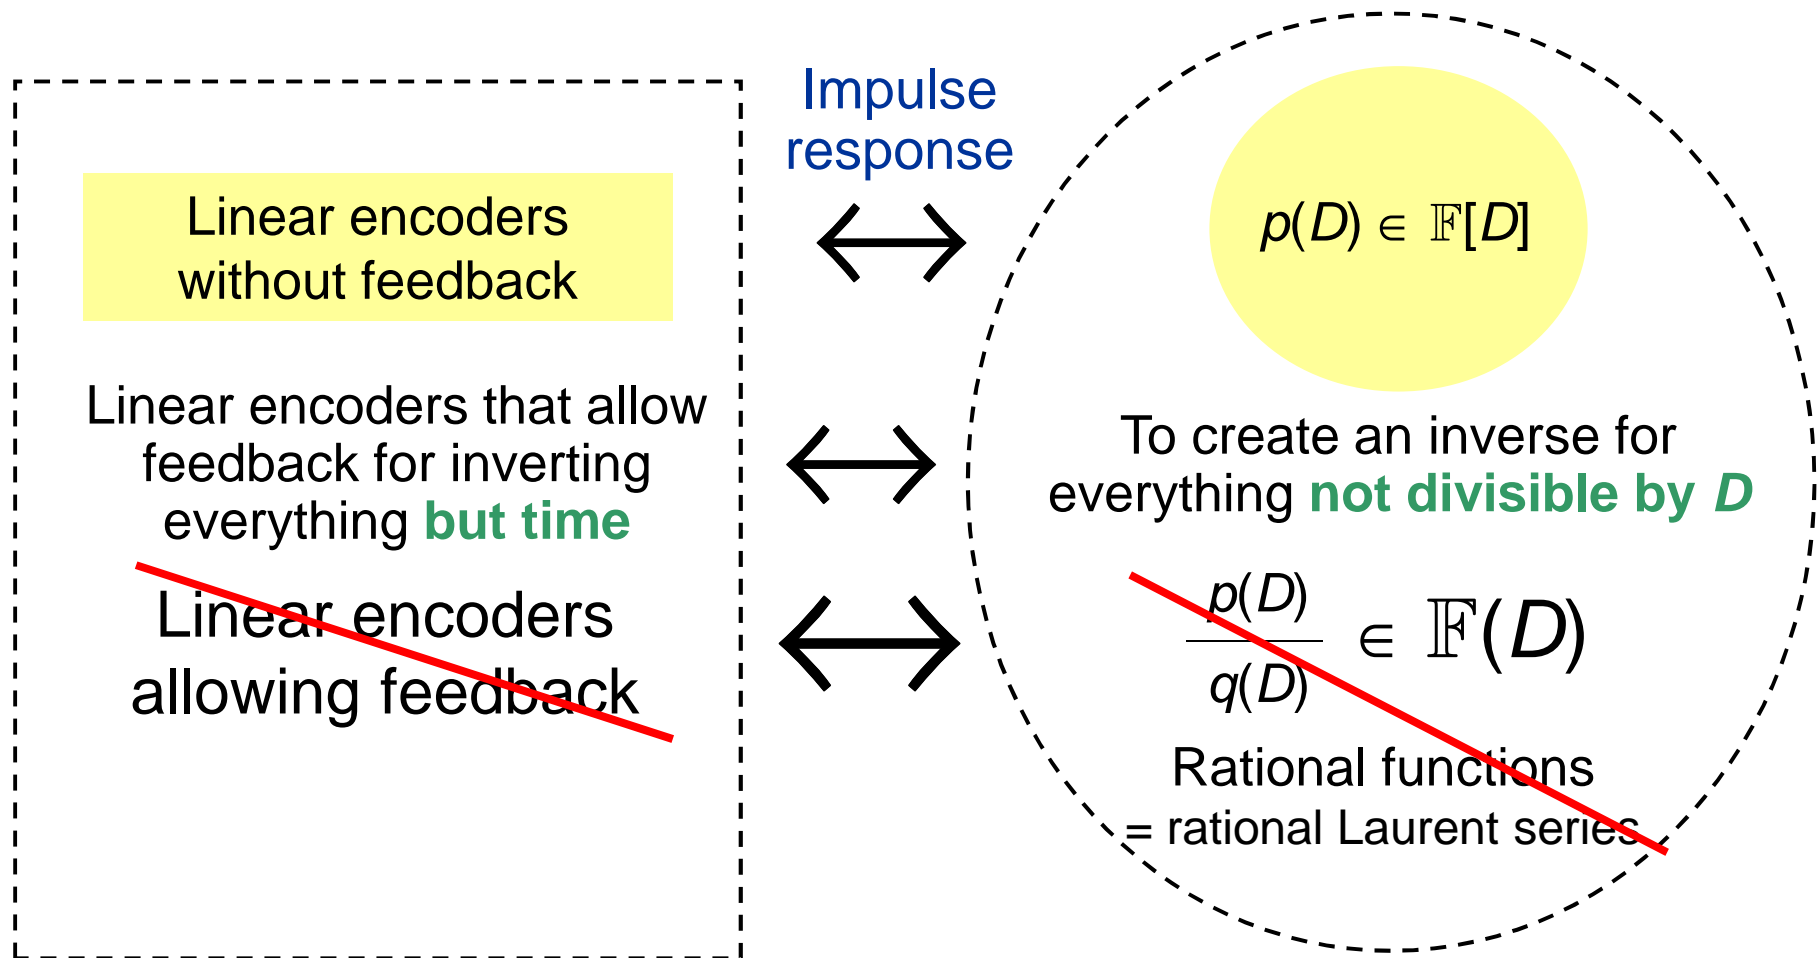 Impulse
response
Linear encoders
without feedback
p(D) ∈ 𝔽[D]
Linear encoders that allow
feedback for inverting
everything but time
To create an inverse for
everything not divisible by D
Linear encoders
allowing feedback
p(D)
q(D)
∈ 𝔽(D)
Rational functions
= rational Laurent series